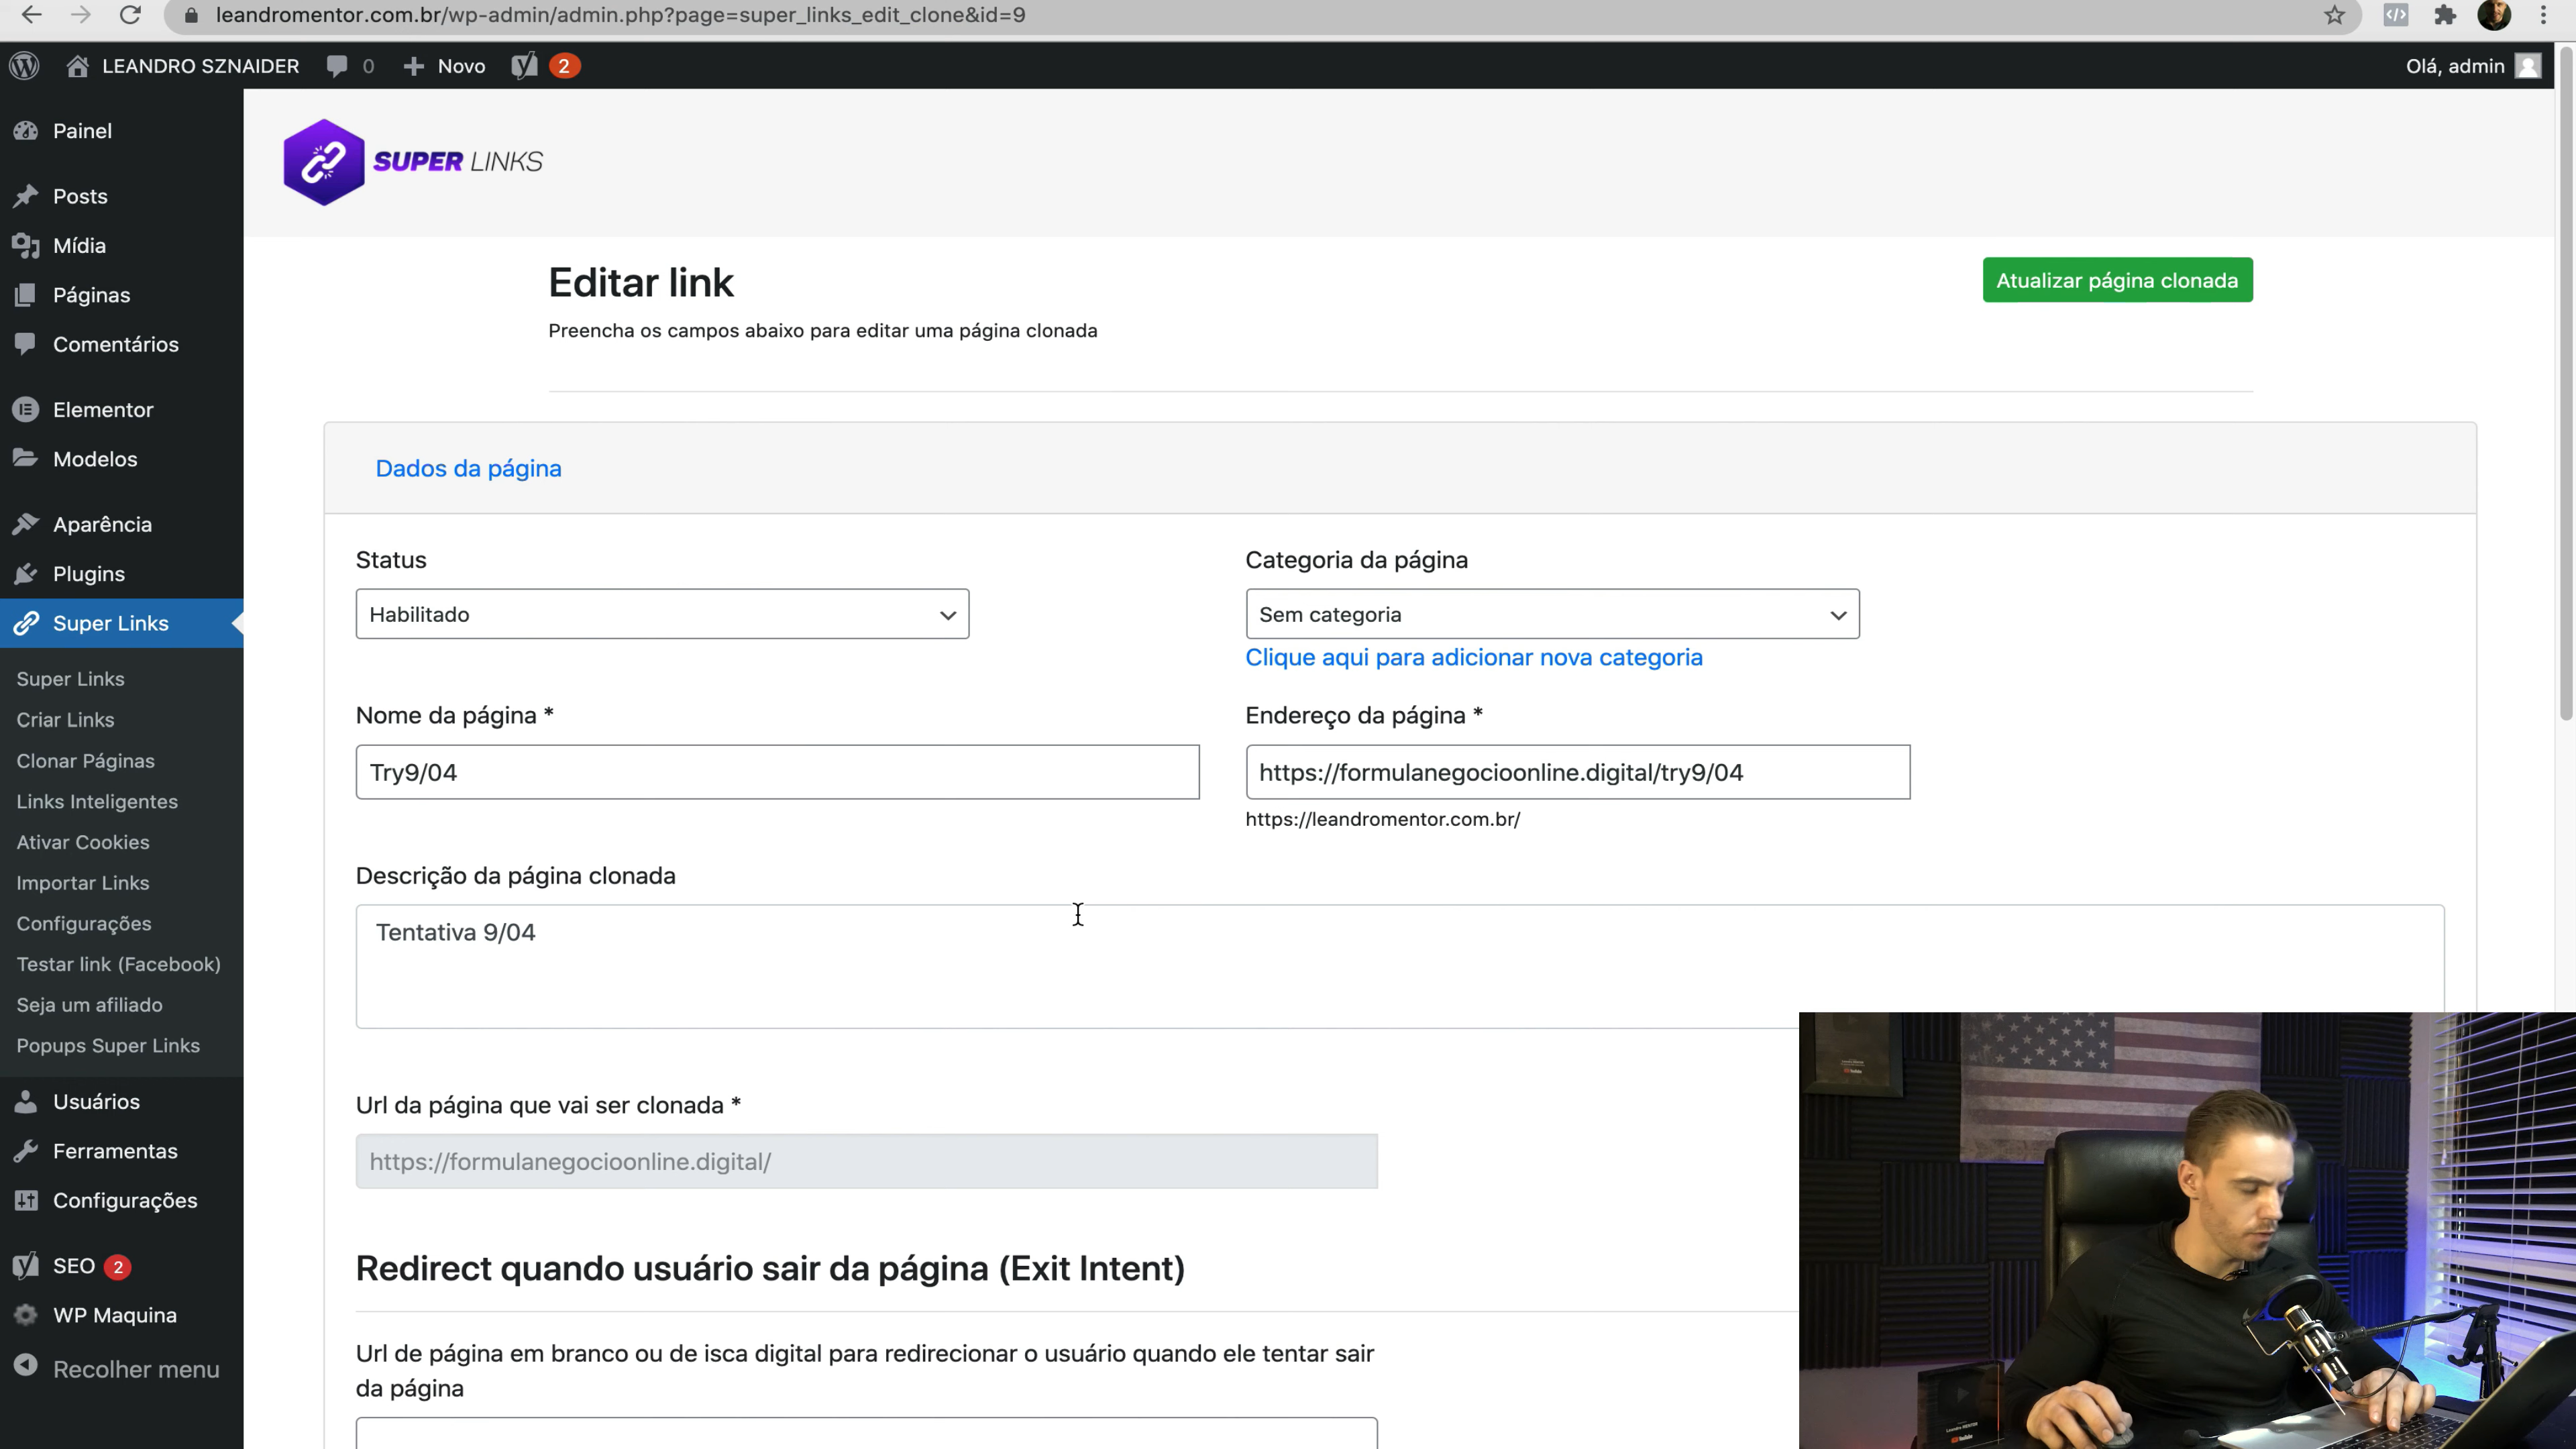 leandromentor.com.br/wp-admin/admin.php?page=super_links_edit_clone&id=9
LEANDRO SZNAIDER
0
Novo
2
Olá, admin
Painel
Posts
Mídia
Páginas
Comentários
Elementor
Modelos
Aparência
Plugins
Super Links
Super Links
Criar Links
Clonar Páginas
Links Inteligentes
Ativar Cookies
Importar Links
Configurações
Testar link (Facebook)
Seja um afiliado
Popups Super Links
Usuários
Ferramentas
Configurações
SEO 2
WP Maquina
Recolher menu
SUPER LINKS
Editar link
Atualizar página clonada
Preencha os campos abaixo para editar uma página clonada
Dados da página
Status
Habilitado
Categoria da página
Sem categoria
Clique aqui para adicionar nova categoria
Nome da página *
Try9/04
Endereço da página *
https://formulanegocioonline.digital/try9/04
https://leandromentor.com.br/
Descrição da página clonada
Tentativa 9/04
Url da página que vai ser clonada *
https://formulanegocioonline.digital/
Redirect quando usuário sair da página (Exit Intent)
Url de página em branco ou de isca digital para redirecionar o usuário quando ele tentar sair
da página